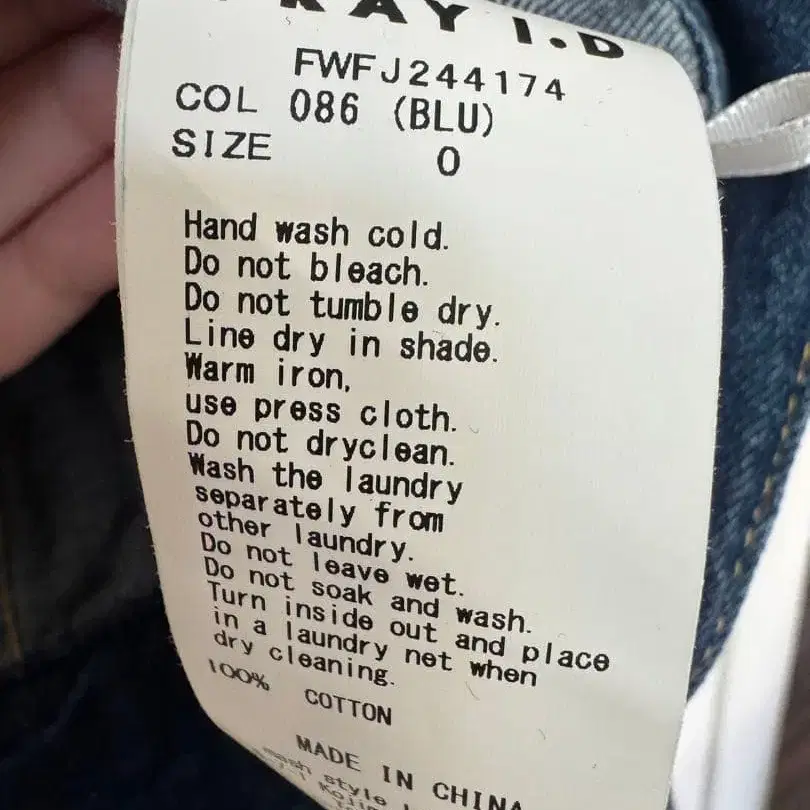 RAY I.D
FWFJ244174
COL 086 (BLU)
SIZE 0
Hand wash cold.
Do not bleach.
Do not tumble dry.
Line dry in shade.
Warm iron,
use press cloth.
Do not dryclean.
Wash the laundry
separately from
other laundry.
Do not leave wet.
Do not soak and wash.
Turn inside out and place
in a laundry net when
dry cleaning.
100% COTTON
MADE IN CHINA
style